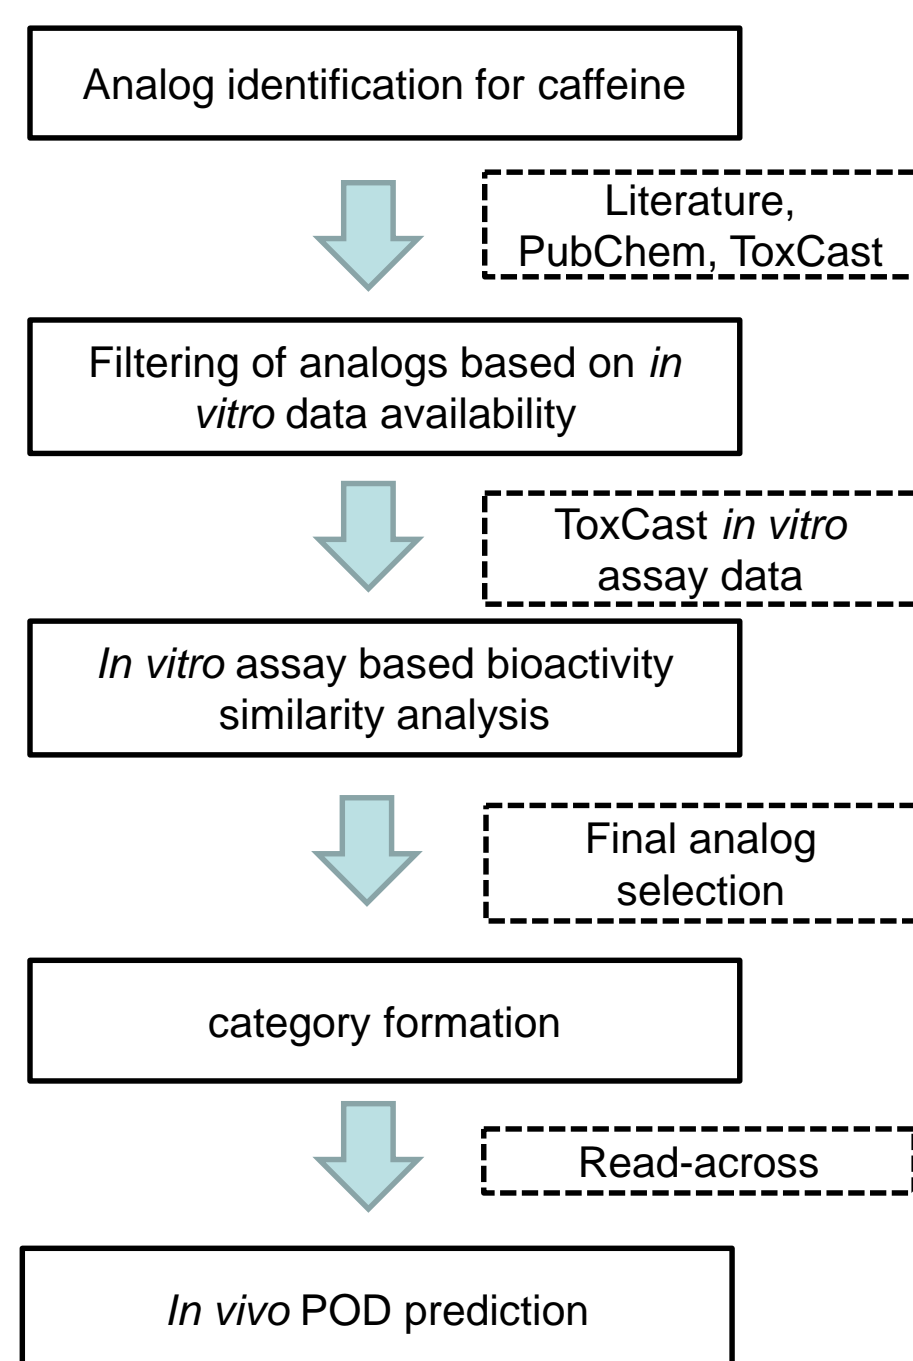 Analog identification for caffeine
Literature,
PubChem, ToxCast
Filtering of analogs based on in
vitro data availability
ToxCast in vitro
assay data
In vitro assay based bioactivity
similarity analysis
Final analog
selection
category formation
Read-across
In vivo POD prediction